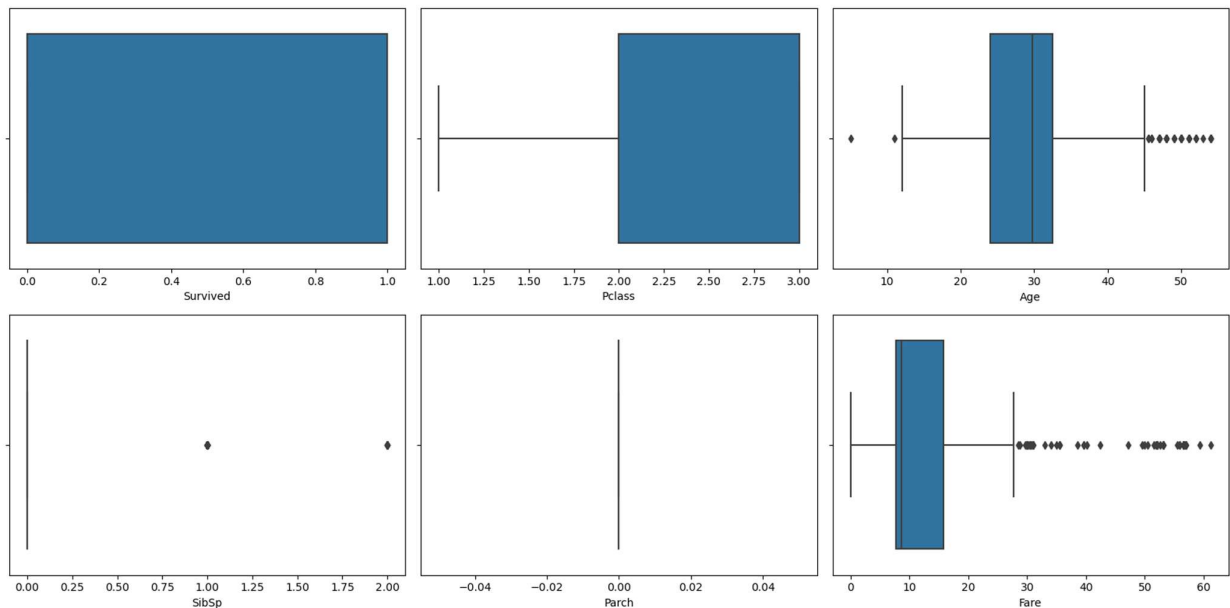 0.0 0.2 0.4 0.6 0.8 1.0
Survived
1.00 1.25 1.50 1.75 2.00 2.25 2.50 2.75 3.00
Pclass
10 20 30 40 50
Age
0.00 0.25 0.50 0.75 1.00 1.25 1.50 1.75 2.00
SibSp
−0.04 −0.02 0.00 0.02 0.04
Parch
0 10 20 30 40 50 60
Fare